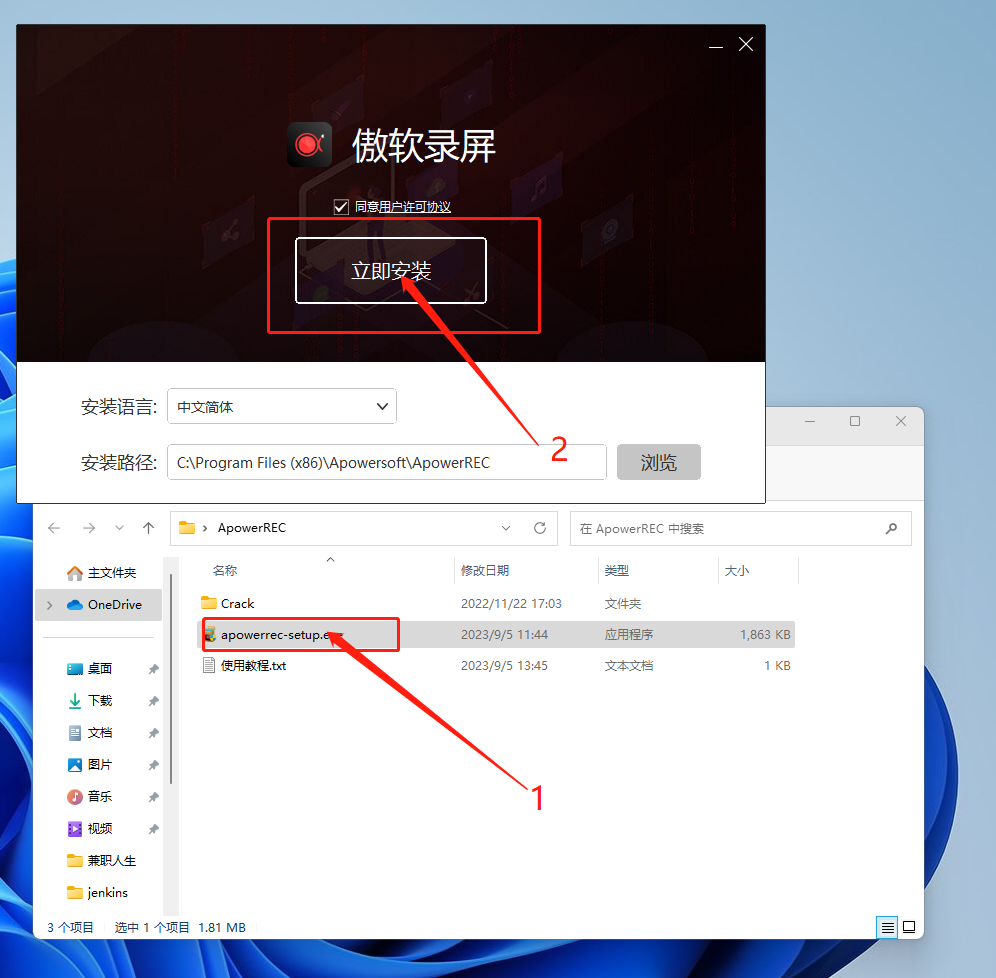 傲软录屏
同意用户许可协议
立即安装
安装语言: 中文简体
2
安装路径: C:\Program Files (x86)\Apowersoft\ApowerREC 浏览
ApowerREC 在 ApowerREC 中搜索
名称 修改日期 类型 大小
主文件夹
Crack 2022/11/22 17:03 文件夹
OneDrive
apowerrec-setup.exe 2023/9/5 11:44 应用程序 1,863 KB
使用教程.txt 2023/9/5 13:45 文本文档 1 KB
桌面
下载
文档
图片
音乐
1
视频
兼职人生
jenkins
3 个项目 选中 1 个项目 1.81 MB